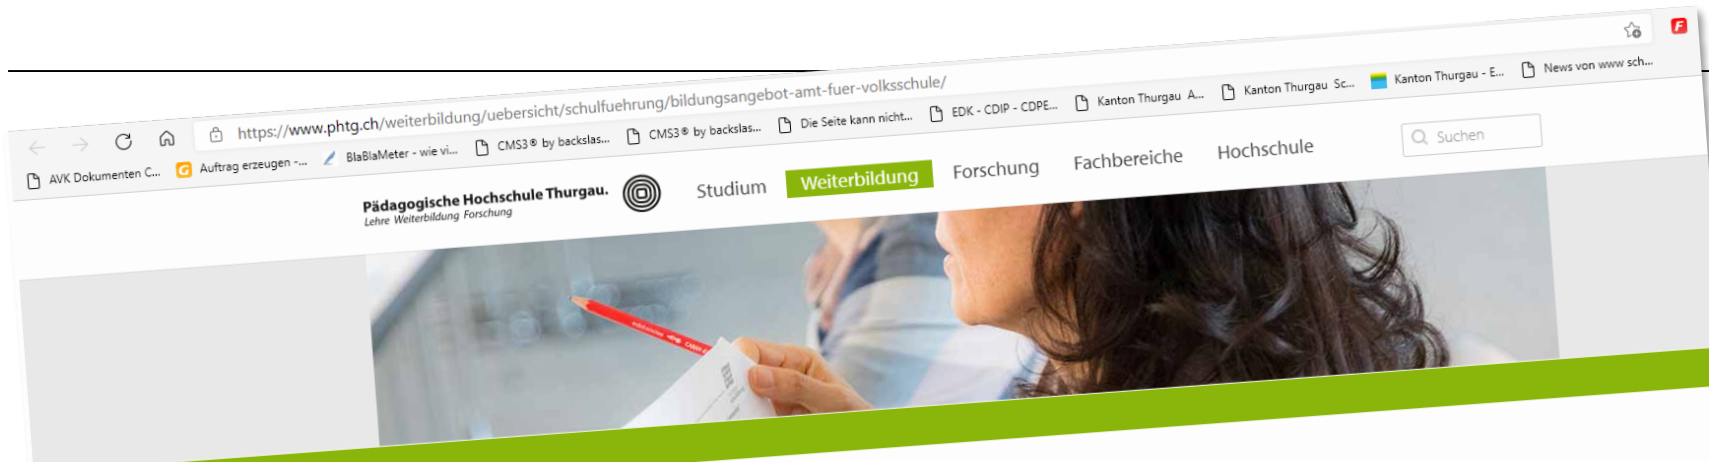 https://www.phtg.ch/weiterbildung/uebersicht/schulfuehrung/bildungsangebot-amt-fuer-volksschule/
AVK Dokumenten C... Auftrag erzeugen -... BlaBlaMeter - wie vi... CMS3® by backslas... CMS3® by backslas... Die Seite kann nicht... EDK - CDIP - CDPE... Kanton Thurgau A... Kanton Thurgau Sc... Kanton Thurgau - E... News von www sch...
Pädagogische Hochschule Thurgau.
Lehre Weiterbildung Forschung
Studium Weiterbildung Forschung Fachbereiche Hochschule Suchen